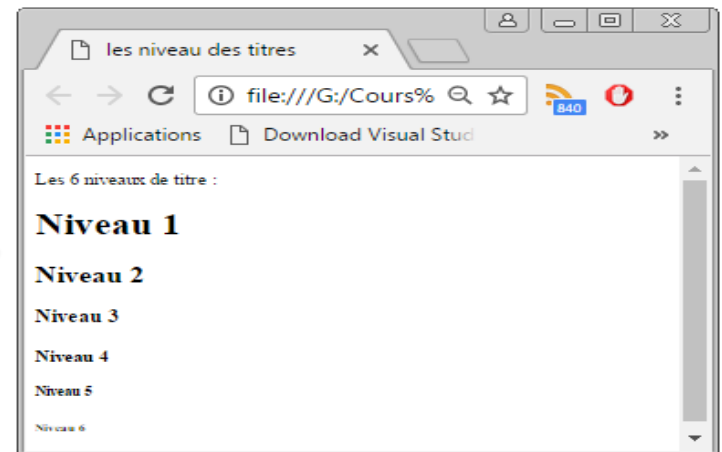 les niveau des titres
file:///G:/Cours%
840
Applications Download Visual Stud
Les 6 niveaux de titre :
Niveau 1
Niveau 2
Niveau 3
Niveau 4
Niveau 5
Niveau 6